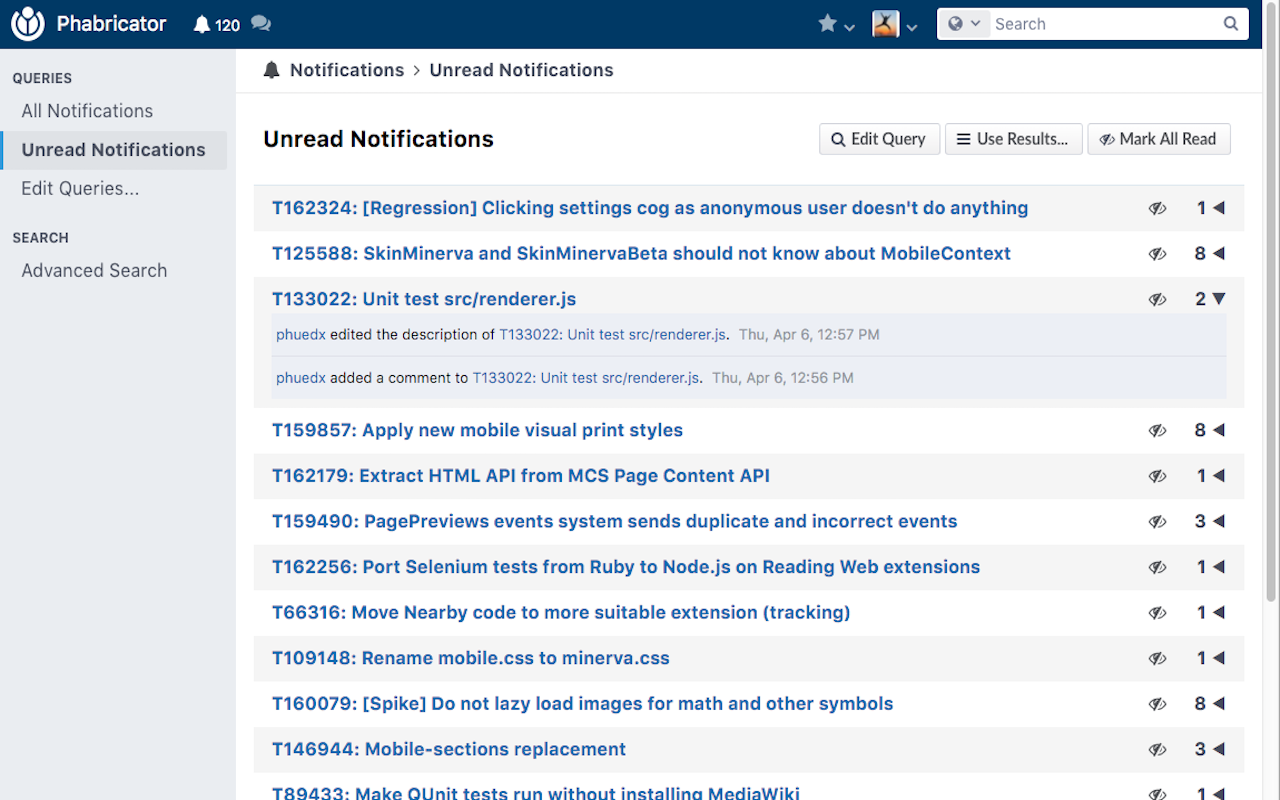 Phabricator 120 Search
QUERIES
All Notifications
Unread Notifications
Edit Queries...
SEARCH
Advanced Search
Notifications > Unread Notifications
Unread Notifications
Edit Query Use Results... Mark All Read
T162324: [Regression] Clicking settings cog as anonymous user doesn't do anything 1
T125588: SkinMinerva and SkinMinervaBeta should not know about MobileContext 8
T133022: Unit test src/renderer.js 2
phuedx edited the description of T133022: Unit test src/renderer.js. Thu, Apr 6, 12:57 PM
phuedx added a comment to T133022: Unit test src/renderer.js. Thu, Apr 6, 12:56 PM
T159857: Apply new mobile visual print styles 8
T162179: Extract HTML API from MCS Page Content API 1
T159490: PagePreviews events system sends duplicate and incorrect events 3
T162256: Port Selenium tests from Ruby to Node.js on Reading Web extensions 1
T66316: Move Nearby code to more suitable extension (tracking) 1
T109148: Rename mobile.css to minerva.css 1
T160079: [Spike] Do not lazy load images for math and other symbols 8
T146944: Mobile-sections replacement 3
T89433: Make QUnit tests run without installing MediaWiki 1